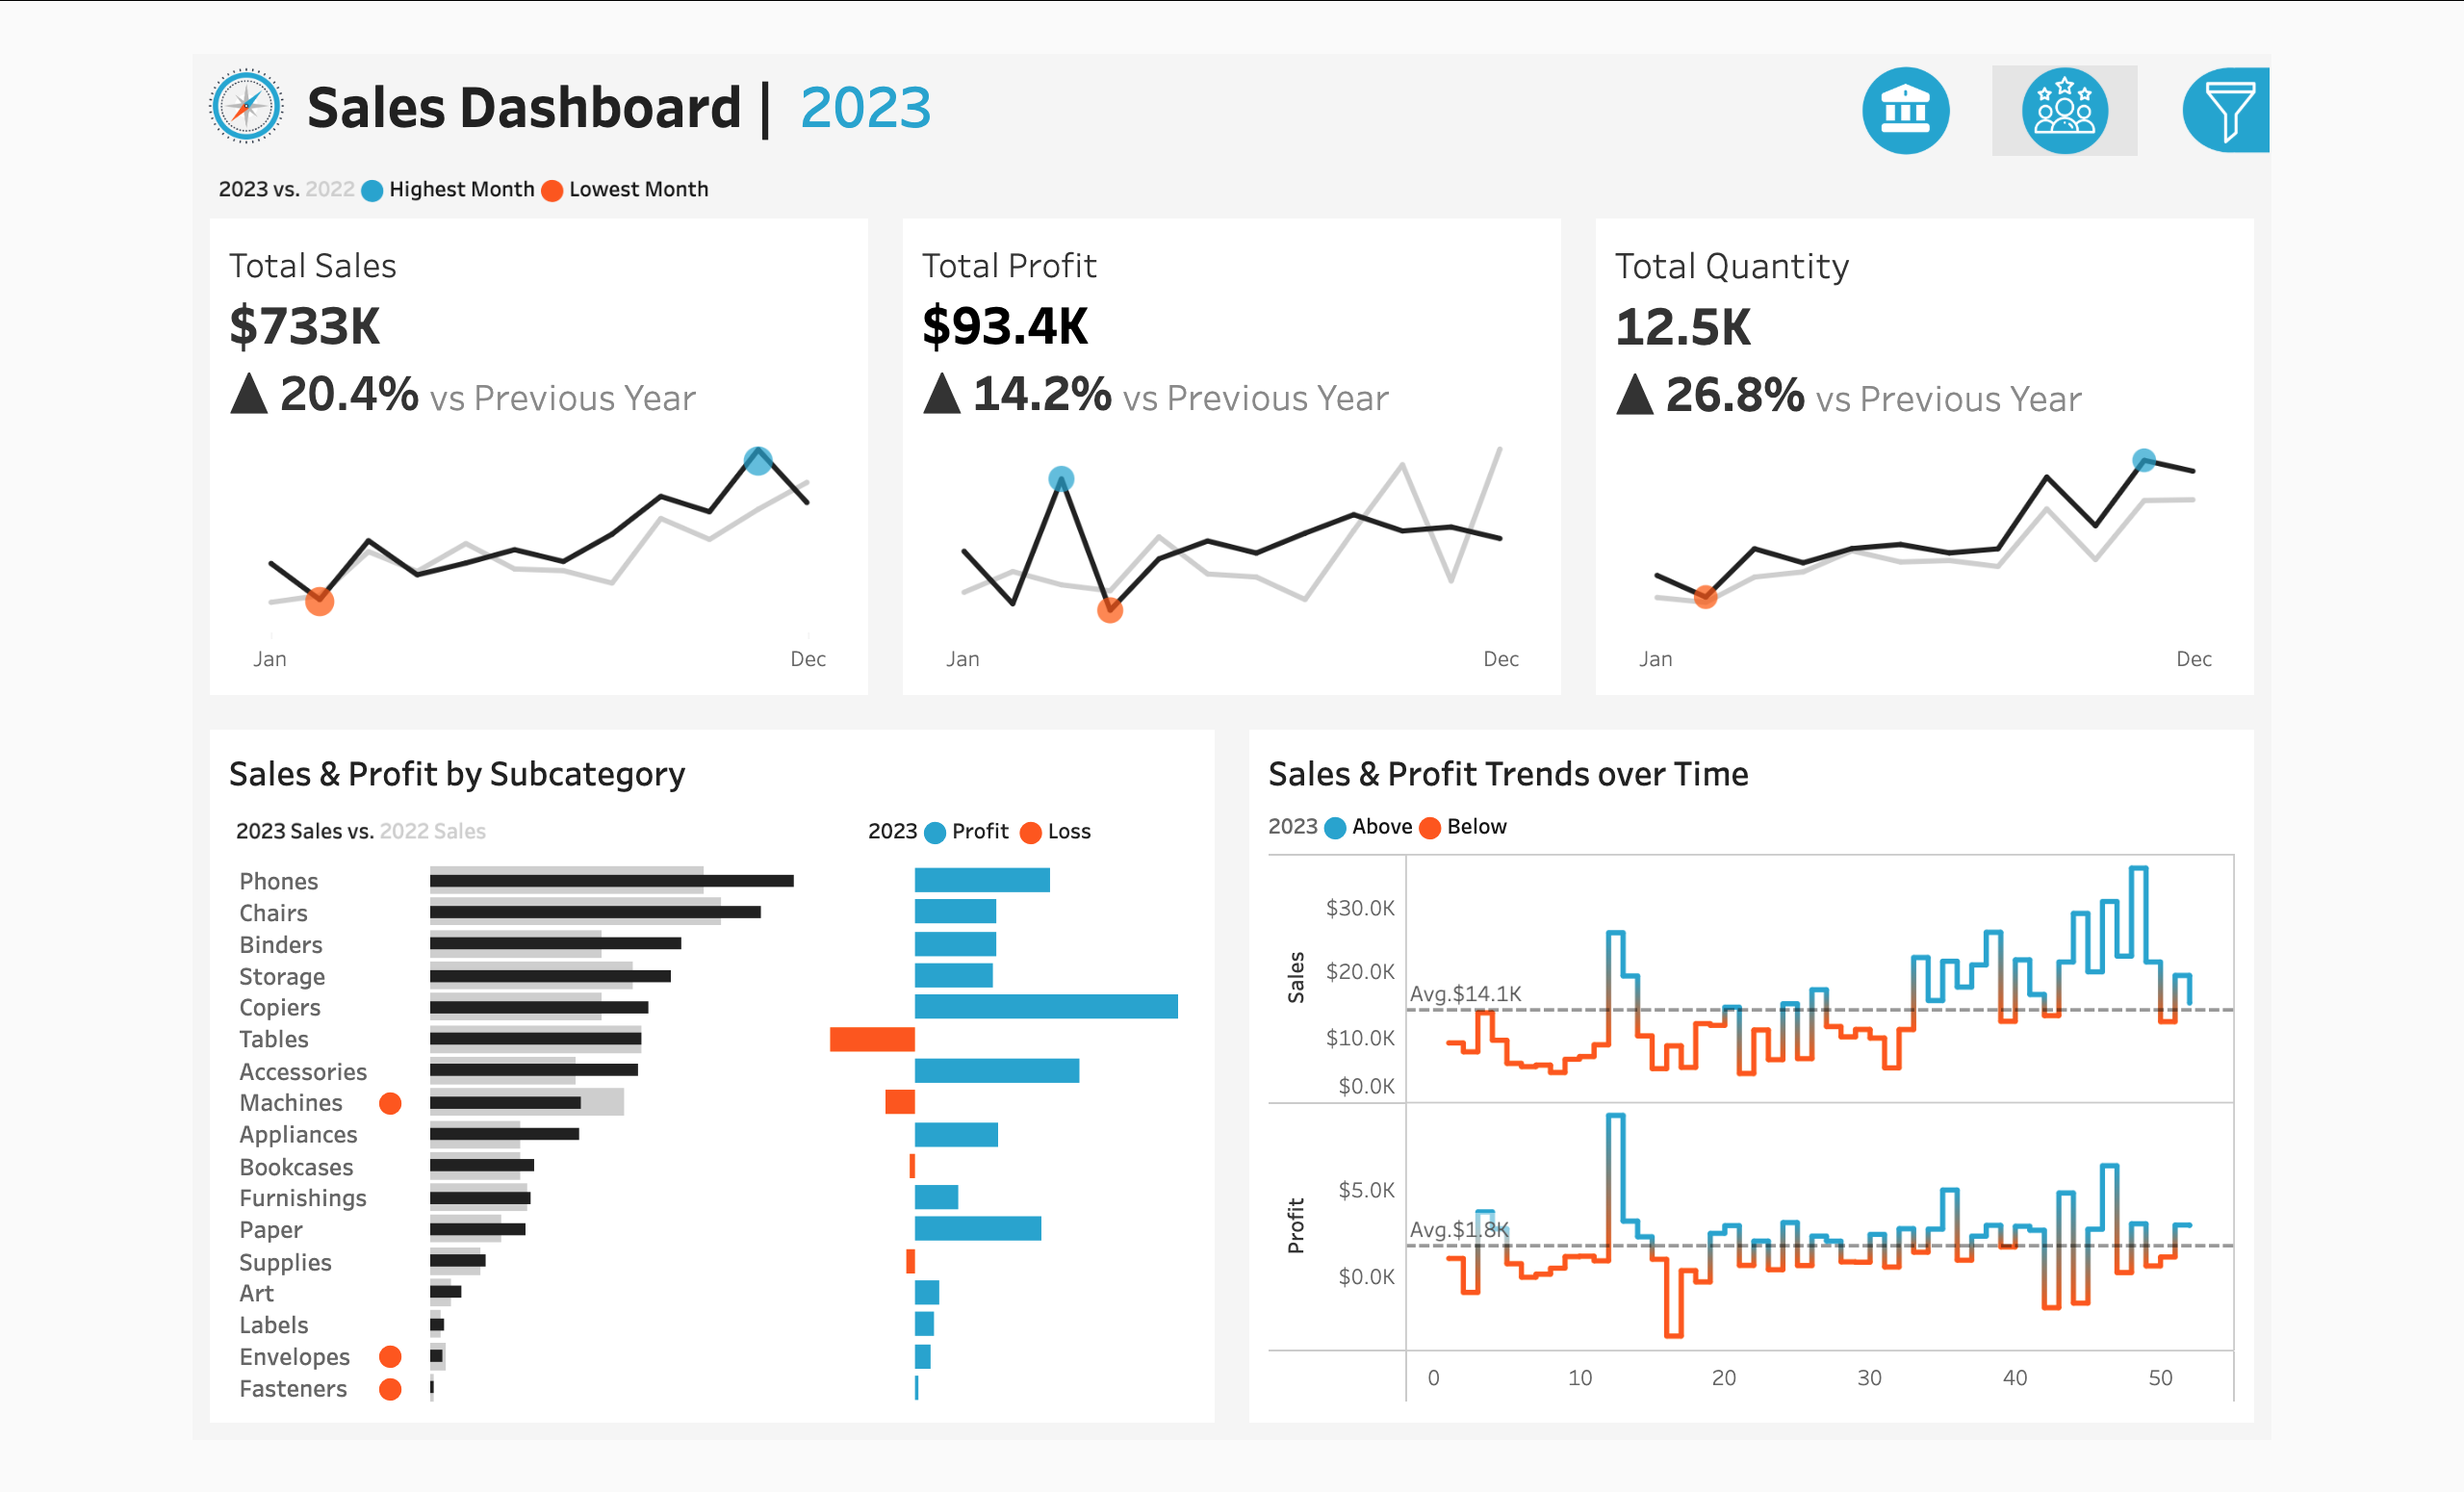 Sales Dashboard | 2023
2023 vs. 2022 Highest Month Lowest Month
Total Sales
$733K
▲ 20.4% vs Previous Year
Jan Dec
Total Profit
$93.4K
▲ 14.2% vs Previous Year
Jan Dec
Total Quantity
12.5K
▲ 26.8% vs Previous Year
Jan Dec
Sales & Profit by Subcategory
2023 Sales vs. 2022 Sales
2023 Profit Loss
Phones
Chairs
Binders
Storage
Copiers
Tables
Accessories
Machines
Appliances
Bookcases
Furnishings
Paper
Supplies
Art
Labels
Envelopes
Fasteners
Sales & Profit Trends over Time
2023 Above Below
Sales
$30.0K
$20.0K
$10.0K
$0.0K
Avg.$14.1K
Profit
$5.0K
$0.0K
Avg.$1.8K
0 10 20 30 40 50